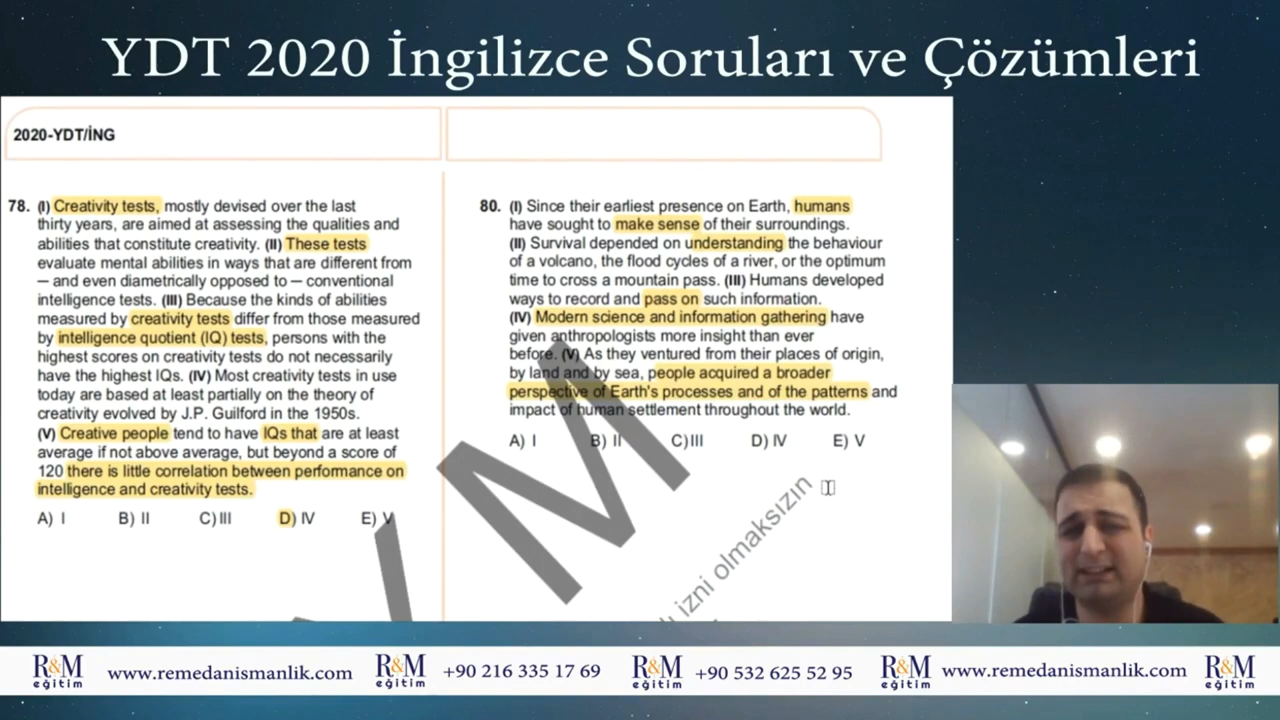 YDT 2020 İngilizce Soruları ve Çözümleri
2020-YDT/İNG
78. (I) Creativity tests, mostly devised over the last
thirty years, are aimed at assessing the qualities and
abilities that constitute creativity. (II) These tests
evaluate mental abilities in ways that are different from
— and even diametrically opposed to — conventional
intelligence tests. (III) Because the kinds of abilities
measured by creativity tests differ from those measured
by intelligence quotient (IQ) tests, persons with the
highest scores on creativity tests do not necessarily
have the highest IQs. (IV) Most creativity tests in use
today are based at least partially on the theory of
creativity evolved by J.P. Guilford in the 1950s.
(V) Creative people tend to have IQs that are at least
average if not above average, but beyond a score of
120 there is little correlation between performance on
intelligence and creativity tests.
A) I B) II C) III D) IV E) V
80. (I) Since their earliest presence on Earth, humans
have sought to make sense of their surroundings.
(II) Survival depended on understanding the behaviour
of a volcano, the flood cycles of a river, or the optimum
time to cross a mountain pass. (III) Humans developed
ways to record and pass on such information.
(IV) Modern science and information gathering have
given anthropologists more insight than ever
before. (V) As they ventured from their places of origin,
by land and by sea, people acquired a broader
perspective of Earth's processes and of the patterns and
impact of human settlement throughout the world.
A) I B) II C) III D) IV E) V
Y M
izni olmaksızın
R&M eğitim www.remedanismanlik.com R&M eğitim +90 216 335 17 69 R&M eğitim +90 532 625 52 95 R&M eğitim www.remedanismanlik.com R&M eğitim